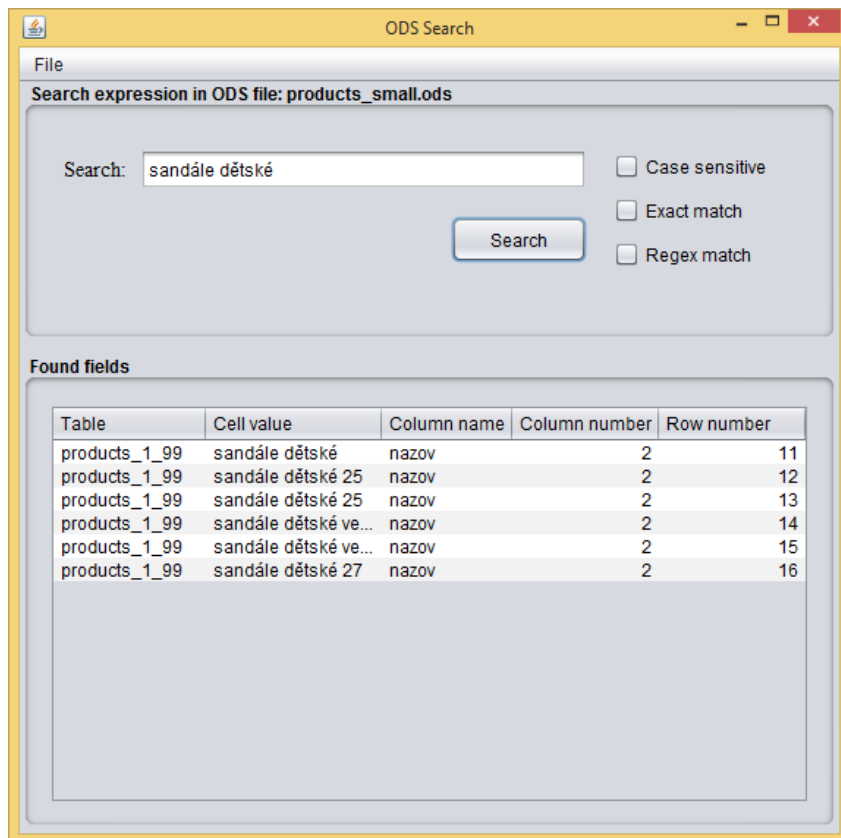 ODS Search
File
Search expression in ODS file: products_small.ods
Search: sandále dětské
Case sensitive
Exact match
Search
Regex match
Found fields
Table Cell value Column name Column number Row number
products_1_99 sandále dětské nazov 2 11
products_1_99 sandále dětské 25 nazov 2 12
products_1_99 sandále dětské 25 nazov 2 13
products_1_99 sandále dětské ve... nazov 2 14
products_1_99 sandále dětské ve... nazov 2 15
products_1_99 sandále dětské 27 nazov 2 16